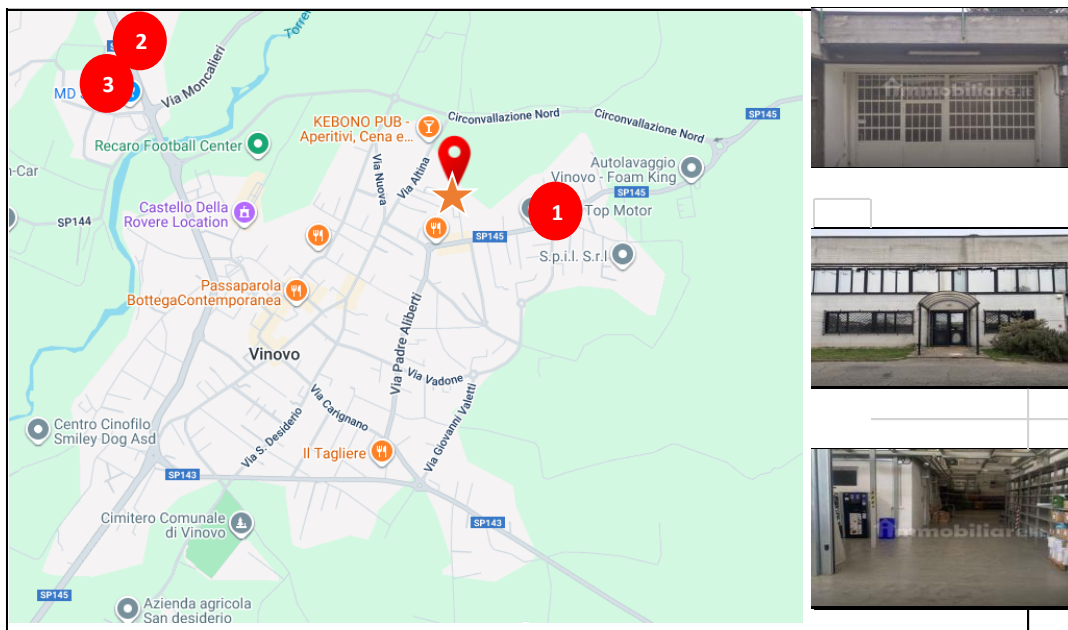 2
SP
3
MD S
Via Moncalieri
Torre
KEBONO PUB -
Aperitivi, Cena e...
Circonvallazione Nord
Circonvallazione Nord
SP145
Recaro Football Center
Via Nuova
Via Altina
Autolavaggio
Vinovo - Foam King
n-Car
SP144
Castello Della
Rovere Location
SP145
1
Top Motor
SP145
S.p.i.l. S.r.l
Passaparola
BottegaContemporanea
Via Padre Aliberti
Vinovo
Via Vadone
Via Carignano
Via Giovanni Valetti
Via S. Desiderio
Centro Cinofilo
Smiley Dog Asd
Il Tagliere
SP143
SP143
Cimitero Comunale
di Vinovo
SP145
Azienda agricola
San desiderio
immobiliare.it
immobiliare.it